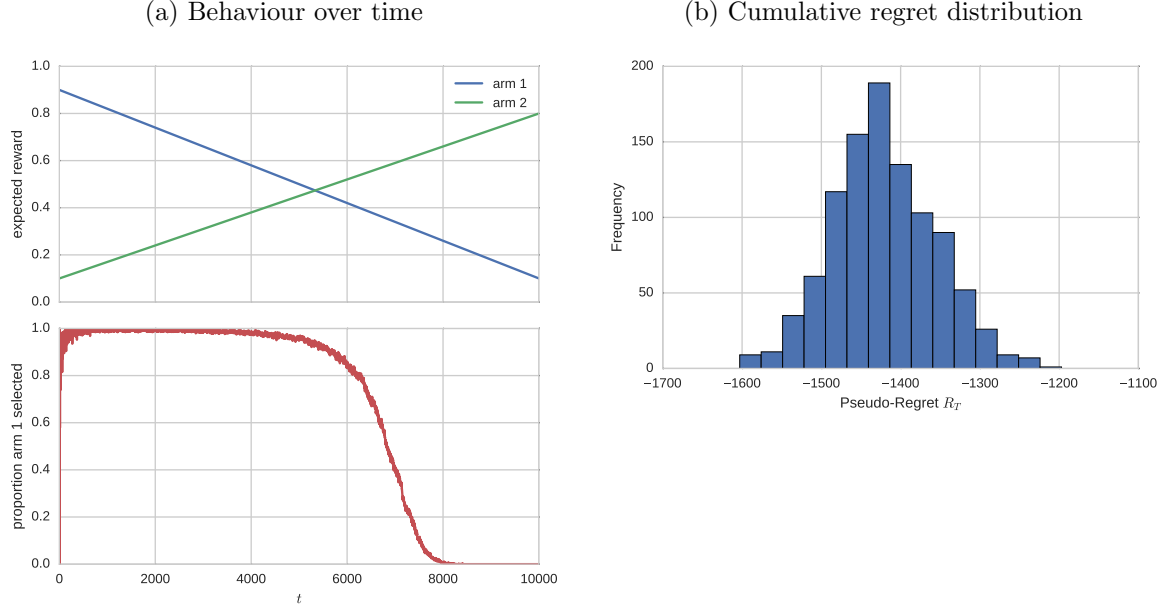 (a) Behaviour over time
1.0
0.8
0.6
0.4
0.2
0.0
expected reward
arm 1
arm 2
1.0
0.8
0.6
0.4
0.2
0.0
proportion arm 1 selected
0 2000 4000 6000 8000 10000
t
(b) Cumulative regret distribution
200
150
100
50
0
Frequency
−1700 −1600 −1500 −1400 −1300 −1200 −1100
Pseudo-Regret R_T